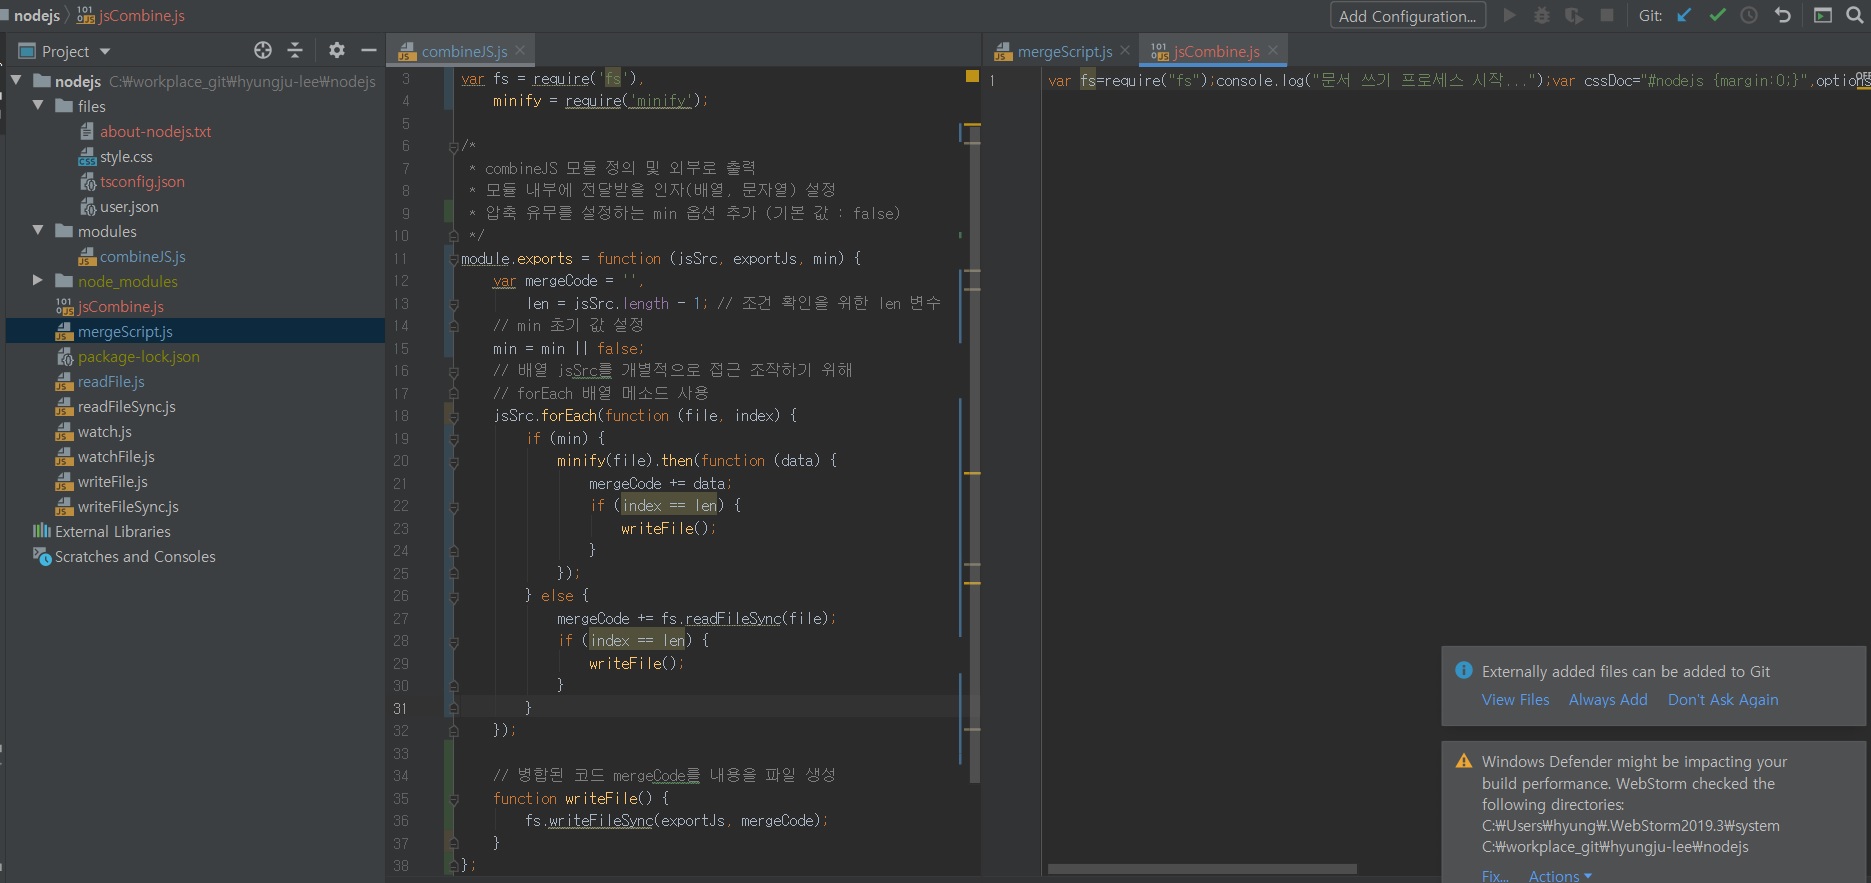 nodejs jsCombine.js
Add Configuration... Git:
Project
combineJS.js
mergeScript.js jsCombine.js
nodejs C:₩workplace_git₩hyungju-lee₩nodejs
files
about-nodejs.txt
style.css
tsconfig.json
user.json
modules
combineJS.js
node_modules
jsCombine.js
mergeScript.js
package-lock.json
readFile.js
readFileSync.js
watch.js
watchFile.js
writeFile.js
writeFileSync.js
External Libraries
Scratches and Consoles
3 var fs = require('fs'),
4 minify = require('minify');
5
6 /*
7 * combineJS 모듈 정의 및 외부로 출력
8 * 모듈 내부에 전달받을 인자(배열, 문자열) 설정
9 * 압축 유무를 설정하는 min 옵션 추가 (기본 값 : false)
10 */
11 module.exports = function (jsSrc, exportJs, min) {
12 var mergeCode = '',
13 len = jsSrc.length - 1; // 조건 확인을 위한 len 변수
14 // min 초기 값 설정
15 min = min || false;
16 // 배열 jsSrc를 개별적으로 접근 조작하기 위해
17 // forEach 배열 메소드 사용
18 jsSrc.forEach(function (file, index) {
19 if (min) {
20 minify(file).then(function (data) {
21 mergeCode += data;
22 if (index == len) {
23 writeFile();
24 }
25 });
26 } else {
27 mergeCode += fs.readFileSync(file);
28 if (index == len) {
29 writeFile();
30 }
31 }
32 });
33
34 // 병합된 코드 mergeCode를 내용을 파일 생성
35 function writeFile() {
36 fs.writeFileSync(exportJs, mergeCode);
37 }
38 };
1 var fs=require("fs");console.log("문서 쓰기 프로세스 시작...");var cssDoc="#nodejs {margin:0;}",options
Externally added files can be added to Git
View Files Always Add Don't Ask Again
Windows Defender might be impacting your
build performance. WebStorm checked the
following directories:
C:₩Users₩hyung₩.WebStorm2019.3₩system
C:₩workplace_git₩hyungju-lee₩nodejs
Fix... Actions